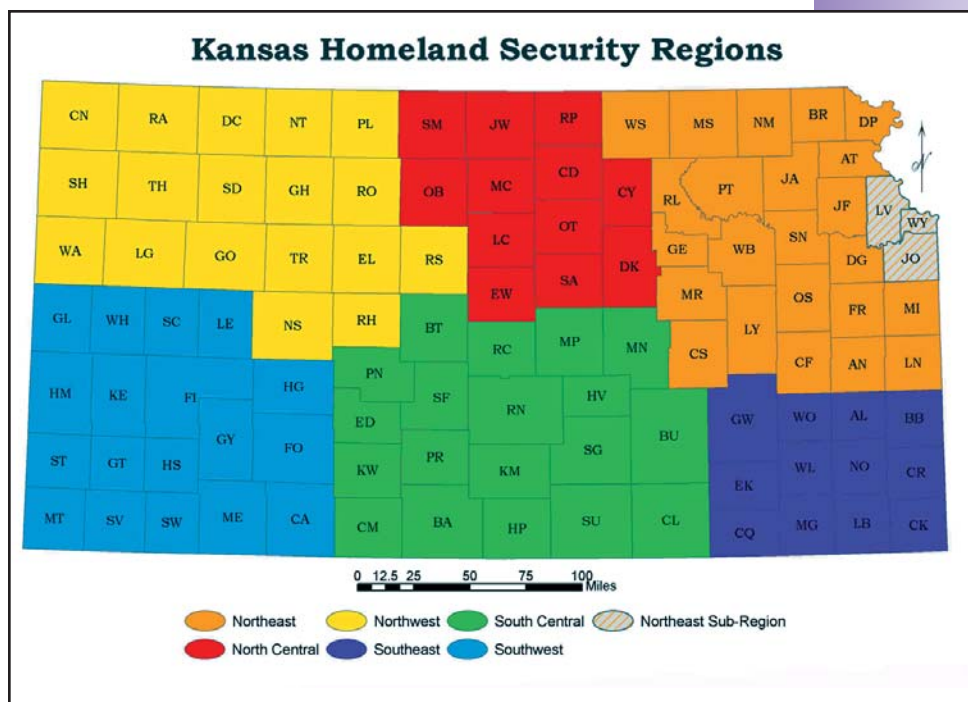 Kansas Homeland Security Regions
CN RA DC NT PL SM JW RP WS MS NM BR DP
N
SH TH SD GH RO OB MC CD CY RL PT JA AT
JF LV WY
WA LG GO TR EL RS LC OT DK GE WB SN DG JO
GL WH SC LE NS RH BT EW SA MR OS FR MI
RC MP MN CS LY CF AN LN
HM KE FI HG PN SF RN HV BU GW WO AL BB
GY FO ED SG
ST GT HS KW PR KM EK WL NO CR
MT SV SW ME CA CM BA HP SU CL CQ MG LB CK
0 12.5 25 50 75 100
Miles
Northeast Northwest South Central Northeast Sub-Region
North Central Southeast Southwest